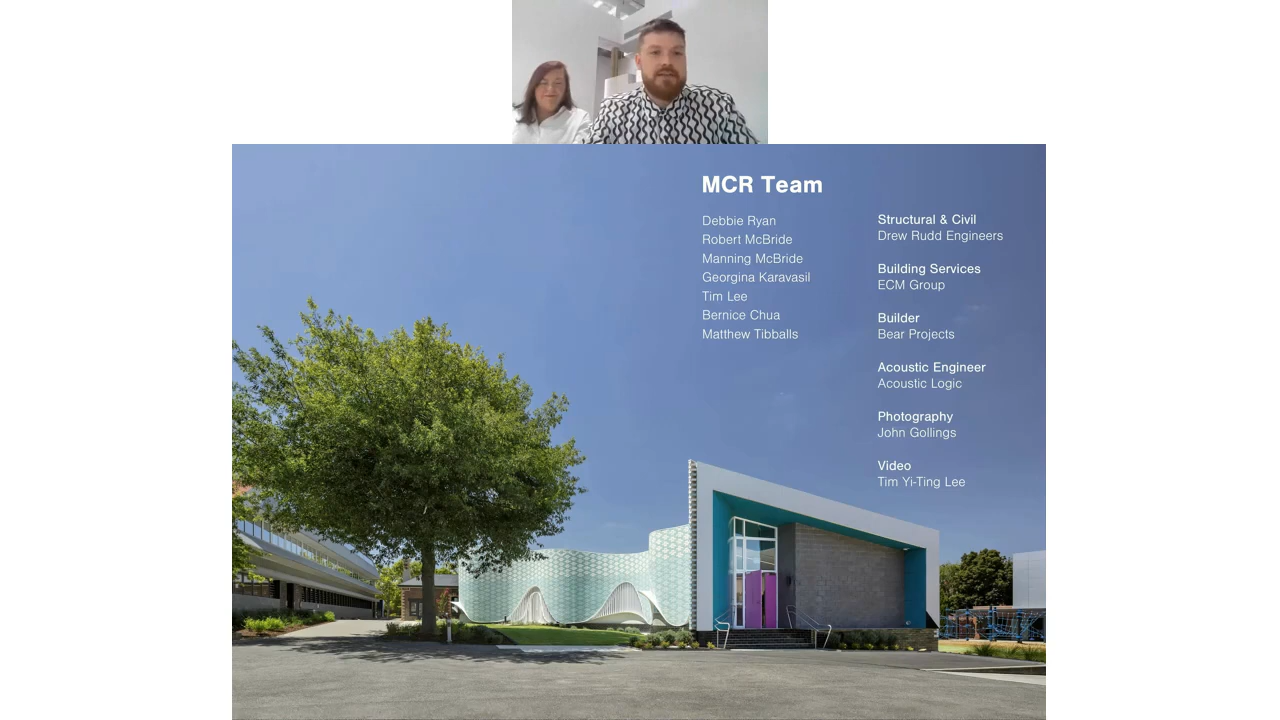 MCR Team
Debbie Ryan
Robert McBride
Manning McBride
Georgina Karavasil
Tim Lee
Bernice Chua
Matthew Tibballs
Structural & Civil
Drew Rudd Engineers
Building Services
ECM Group
Builder
Bear Projects
Acoustic Engineer
Acoustic Logic
Photography
John Gollings
Video
Tim Yi-Ting Lee